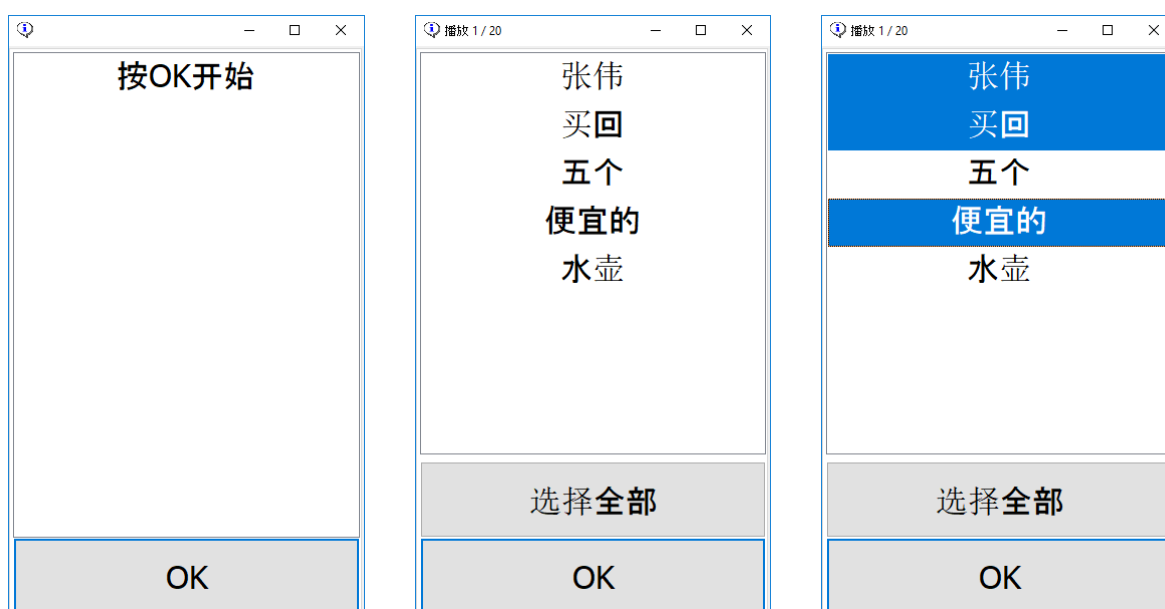 按OK开始
OK
播放 1 / 20
张伟
买回
五个
便宜的
水壶
选择全部
OK
播放 1 / 20
张伟
买回
五个
便宜的
水壶
选择全部
OK